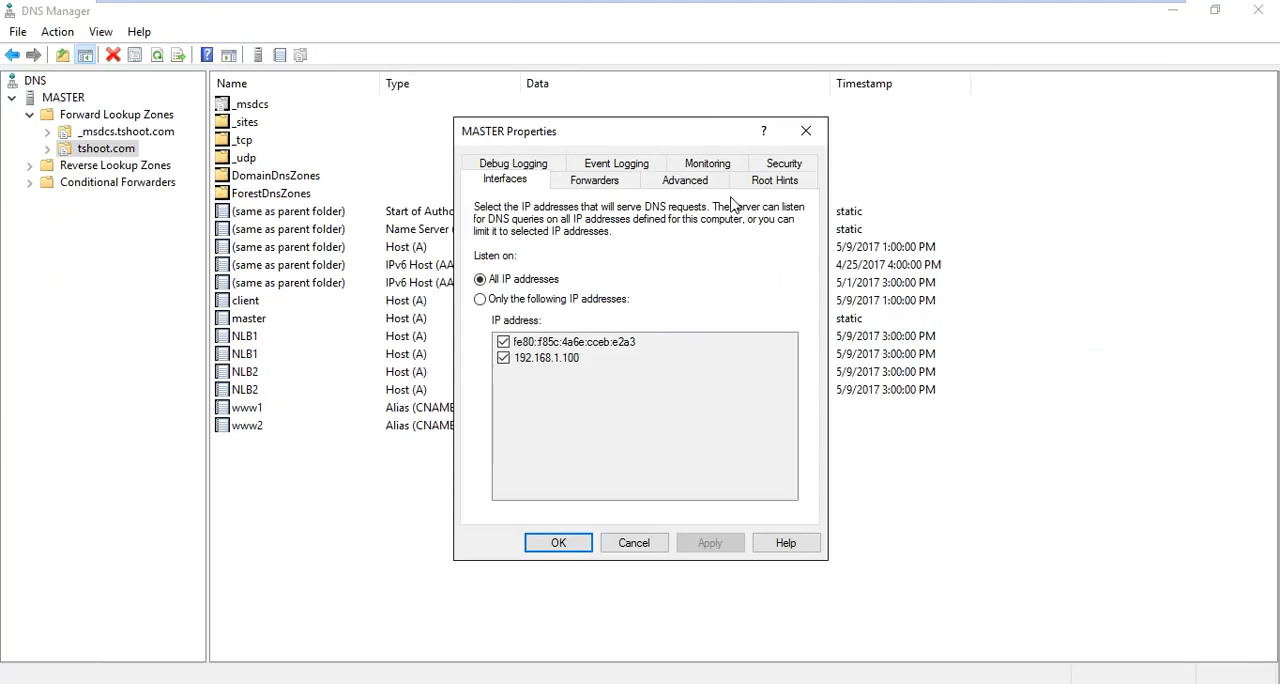 DNS Manager
File Action View Help
DNS
MASTER
Forward Lookup Zones
_msdcs.tshoot.com
tshoot.com
Reverse Lookup Zones
Conditional Forwarders
Name Type Data Timestamp
_msdcs
_sites
_tcp
_udp
DomainDnsZones
ForestDnsZones
(same as parent folder) Start of Autho static
(same as parent folder) Name Server static
(same as parent folder) Host (A) 5/9/2017 1:00:00 PM
(same as parent folder) IPv6 Host (AA 4/25/2017 4:00:00 PM
(same as parent folder) IPv6 Host (AA 5/1/2017 3:00:00 PM
client Host (A) 5/9/2017 1:00:00 PM
master Host (A) static
NLB1 Host (A) 5/9/2017 3:00:00 PM
NLB1 Host (A) 5/9/2017 3:00:00 PM
NLB2 Host (A) 5/9/2017 3:00:00 PM
NLB2 Host (A) 5/9/2017 3:00:00 PM
www1 Alias (CNAME
www2 Alias (CNAME
MASTER Properties
Debug Logging Event Logging Monitoring Security
Interfaces Forwarders Advanced Root Hints
Select the IP addresses that will serve DNS requests. The server can listen
for DNS queries on all IP addresses defined for this computer, or you can
limit it to selected IP addresses.
Listen on:
All IP addresses
Only the following IP addresses:
IP address:
fe80::f85c:4a6e:cceb:e2a3
192.168.1.100
OK Cancel Apply Help